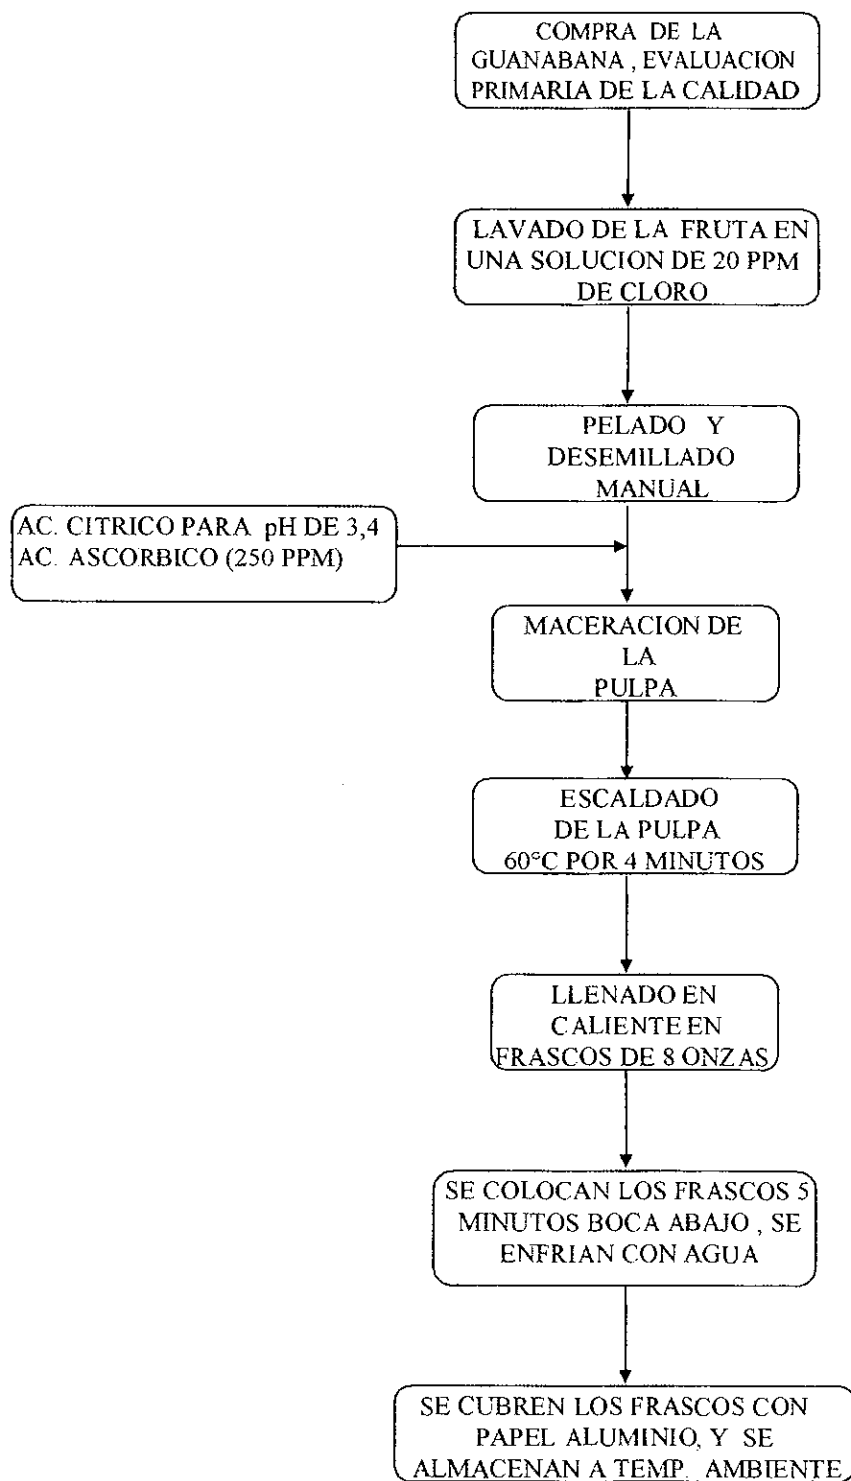 COMPRA DE LA
GUANABANA , EVALUACION
PRIMARIA DE LA CALIDAD
LAVADO DE LA FRUTA EN
UNA SOLUCION DE 20 PPM
DE CLORO
PELADO Y
DESEMILLADO
MANUAL
AC. CITRICO PARA pH DE 3,4
AC. ASCORBICO (250 PPM)
MACERACION DE
LA
PULPA
ESCALDADO
DE LA PULPA
60°C POR 4 MINUTOS
LLENADO EN
CALIENTE EN
FRASCOS DE 8 ONZAS
SE COLOCAN LOS FRASCOS 5
MINUTOS BOCA ABAJO , SE
ENFRIAN CON AGUA
SE CUBREN LOS FRASCOS CON
PAPEL ALUMINIO, Y SE
ALMACENAN A TEMP. AMBIENTE